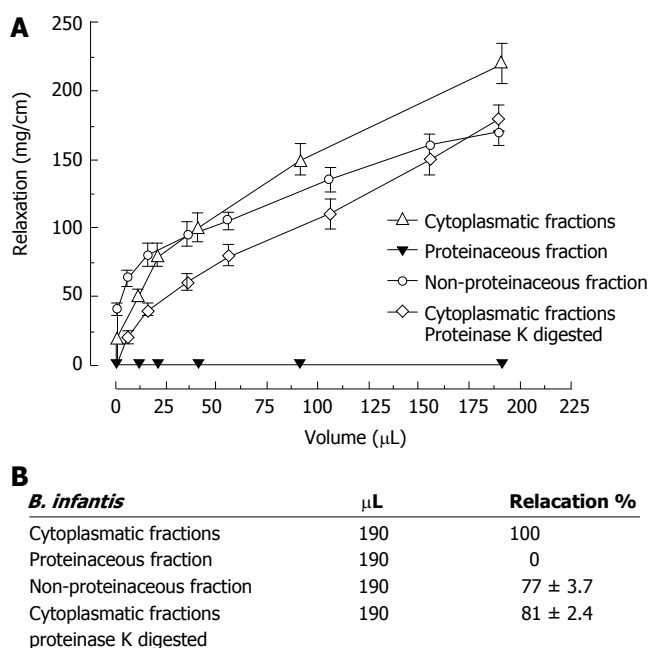 A
250
200
150
100
50
0
Relaxation (mg/cm)
Cytoplasmatic fractions
Proteinaceous fraction
Non-proteinaceous fraction
Cytoplasmatic fractions
Proteinase K digested
0 25 50 75 100 125 150 175 200 225
Volume (μL)
B
B. infantis μL Relacation %
Cytoplasmatic fractions 190 100
Proteinaceous fraction 190 0
Non-proteinaceous fraction 190 77 ± 3.7
Cytoplasmatic fractions 190 81 ± 2.4
proteinase K digested